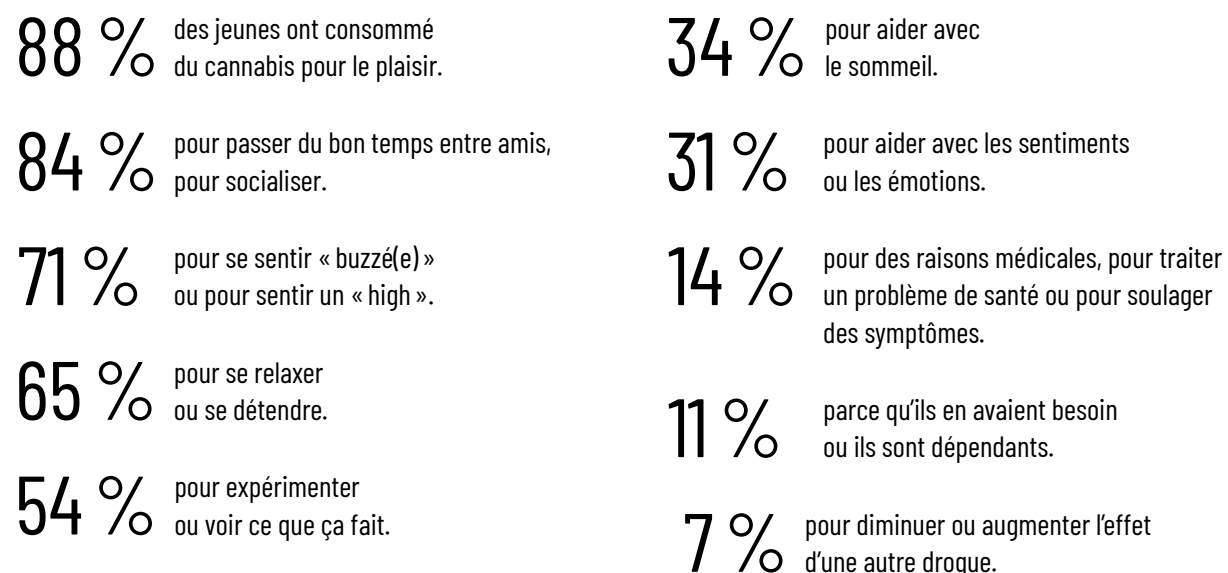 88 % des jeunes ont consommé
du cannabis pour le plaisir.
84 % pour passer du bon temps entre amis,
pour socialiser.
71 % pour se sentir « buzzé(e) »
ou pour sentir un « high ».
65 % pour se relaxer
ou se détendre.
54 % pour expérimenter
ou voir ce que ça fait.
34 % pour aider avec
le sommeil.
31 % pour aider avec les sentiments
ou les émotions.
14 % pour des raisons médicales, pour traiter
un problème de santé ou pour soulager
des symptômes.
11 % parce qu’ils en avaient besoin
ou ils sont dépendants.
7 % pour diminuer ou augmenter l’effet
d’une autre drogue.